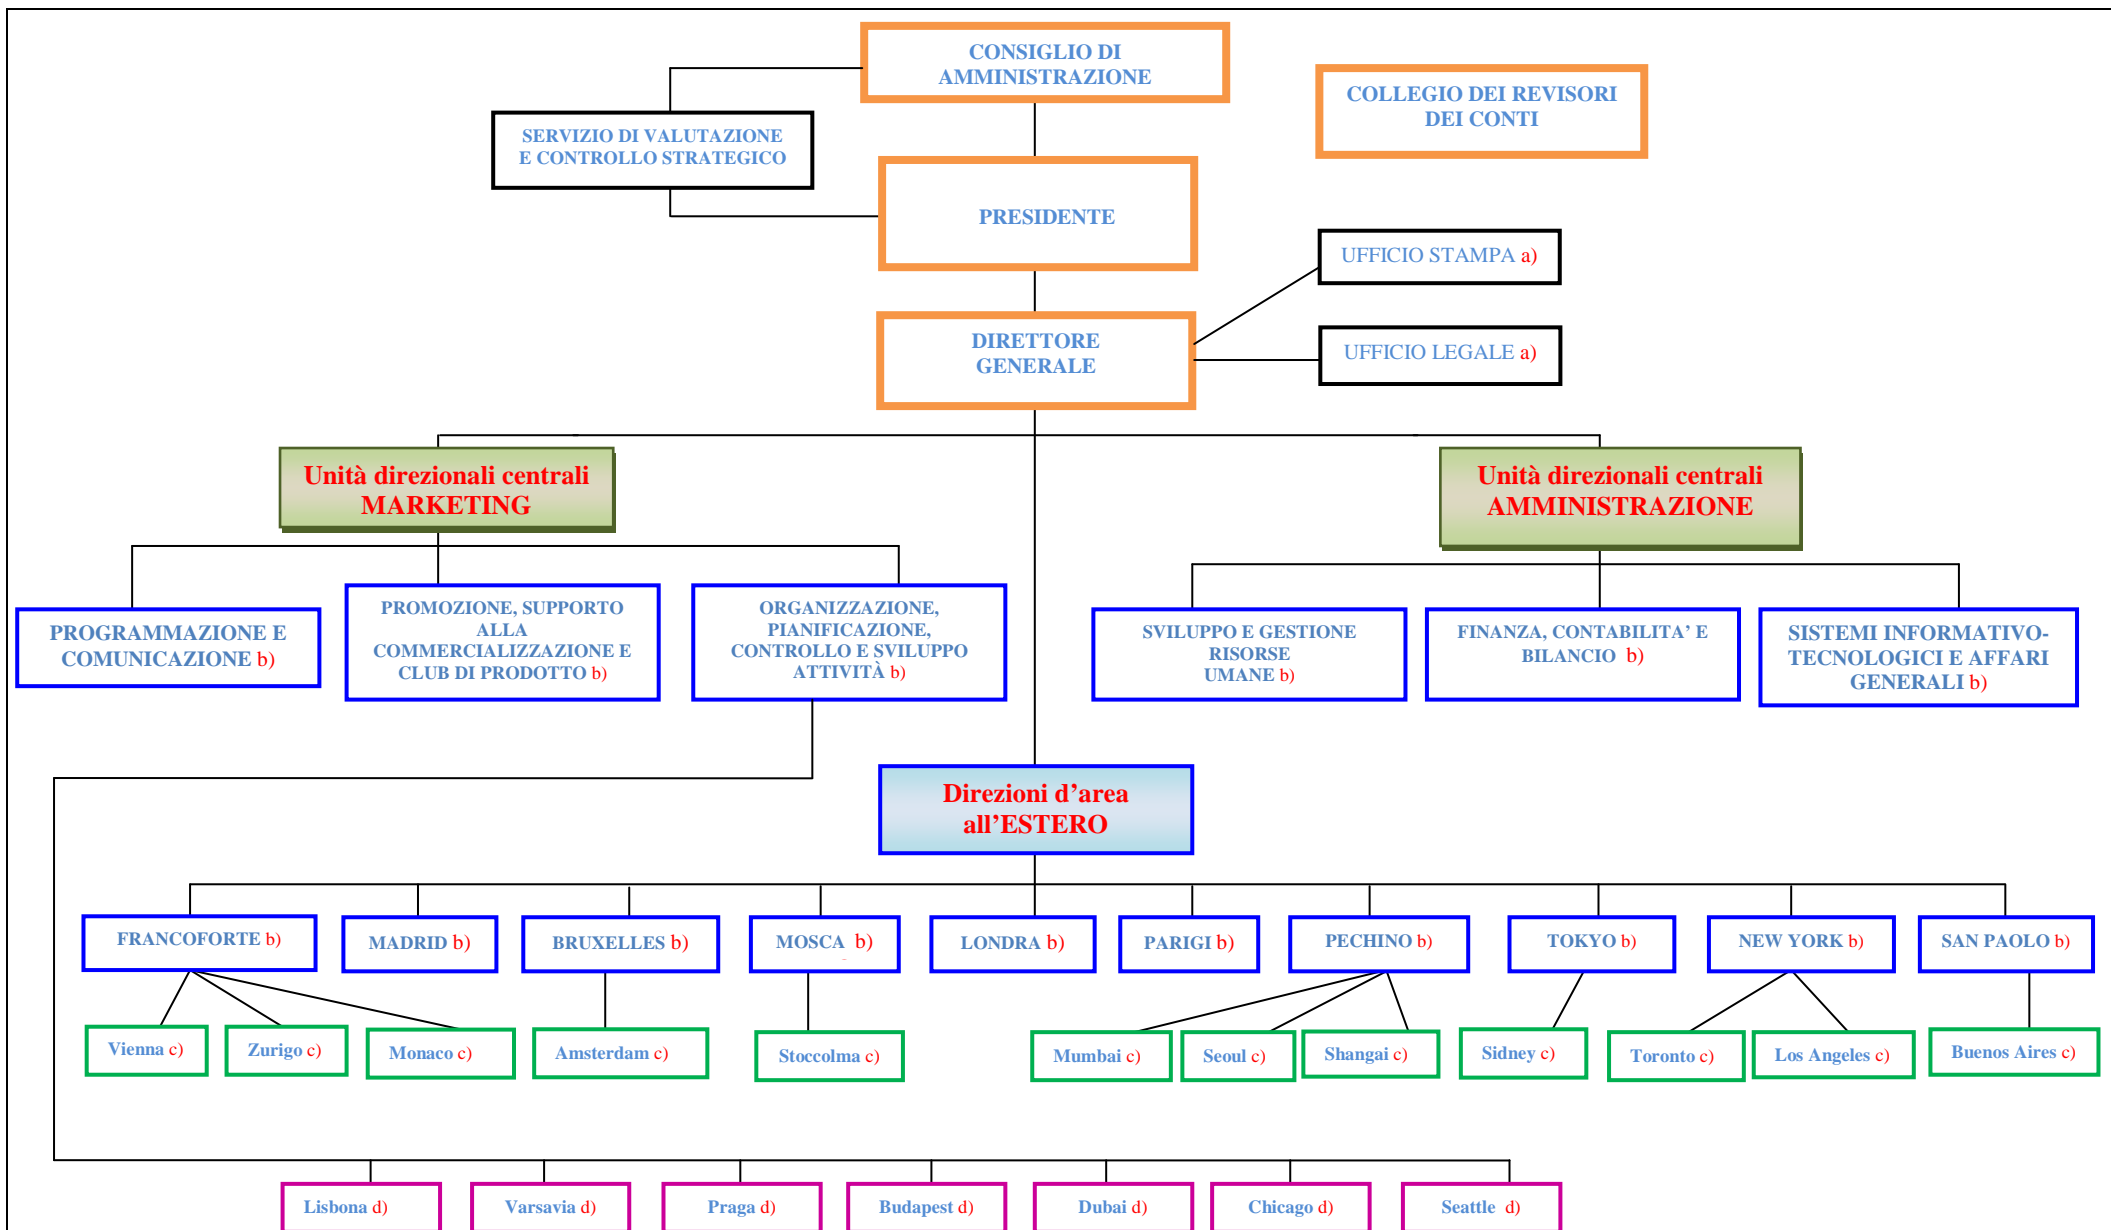 CONSIGLIO DI
AMMINISTRAZIONE
COLLEGIO DEI REVISORI
DEI CONTI
SERVIZIO DI VALUTAZIONE
E CONTROLLO STRATEGICO
PRESIDENTE
UFFICIO STAMPA a)
DIRETTORE
GENERALE
UFFICIO LEGALE a)
Unità direzionali centrali
MARKETING
Unità direzionali centrali
AMMINISTRAZIONE
PROGRAMMAZIONE E
COMUNICAZIONE b)
PROMOZIONE, SUPPORTO
ALLA
COMMERCIALIZZAZIONE E
CLUB DI PRODOTTO b)
ORGANIZZAZIONE,
PIANIFICAZIONE,
CONTROLLO E SVILUPPO
ATTIVITÀ b)
SVILUPPO E GESTIONE
RISORSE
UMANE b)
FINANZA, CONTABILITA’ E
BILANCIO b)
SISTEMI INFORMATIVO-
TECNOLOGICI E AFFARI
GENERALI b)
Direzioni d’area
all’ESTERO
FRANCOFORTE b)
MADRID b)
BRUXELLES b)
MOSCA b)
LONDRA b)
PARIGI b)
PECHINO b)
TOKYO b)
NEW YORK b)
SAN PAOLO b)
Vienna c)
Zurigo c)
Monaco c)
Amsterdam c)
Stoccolma c)
Mumbai c)
Seoul c)
Shangai c)
Sidney c)
Toronto c)
Los Angeles c)
Buenos Aires c)
Lisbona d)
Varsavia d)
Praga d)
Budapest d)
Dubai d)
Chicago d)
Seattle d)